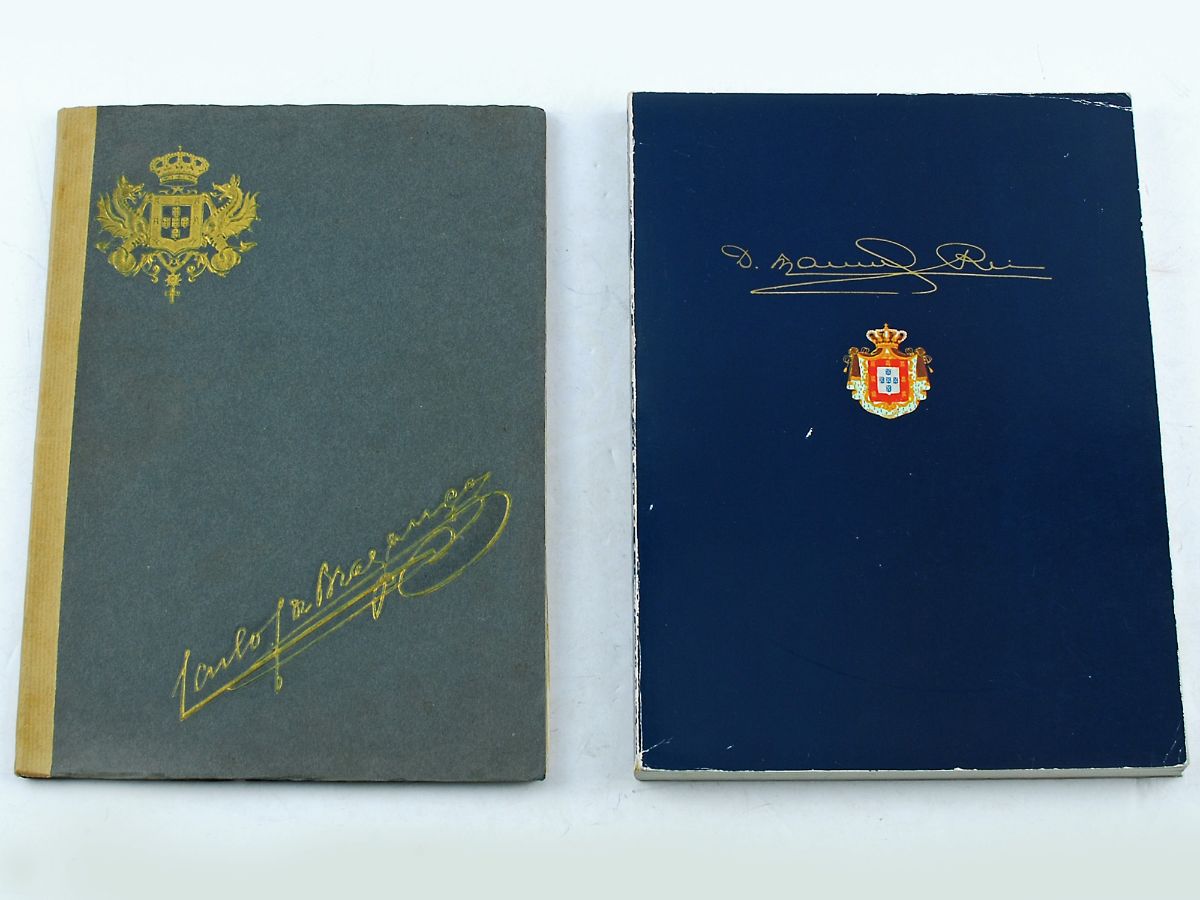 Carlos de Bragança
D. Manuel Rei